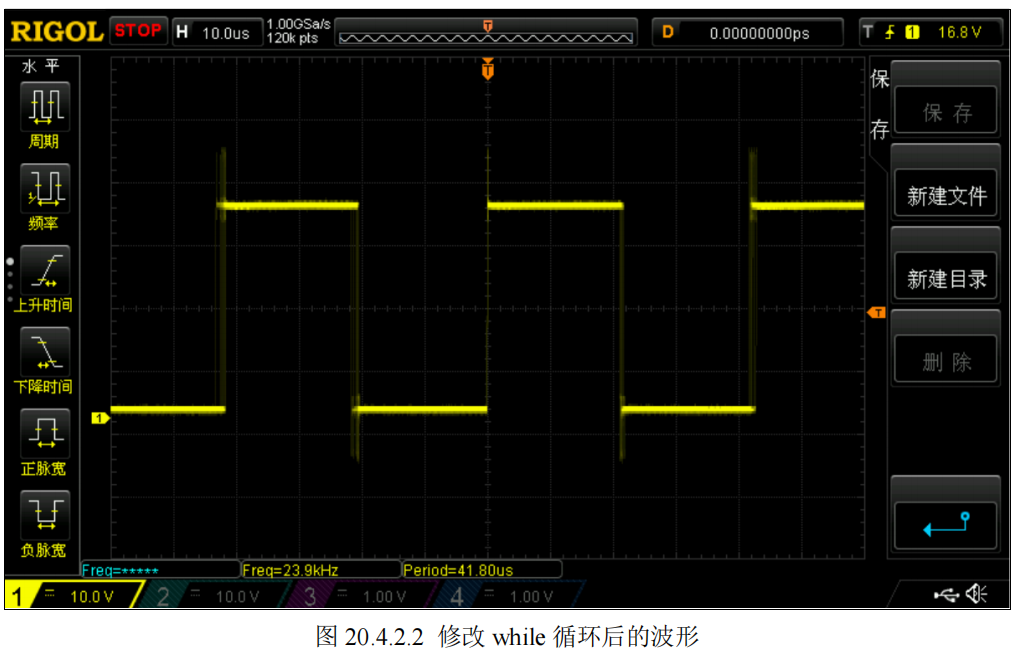 RIGOL STOP H 10.0us 1.00GSa/s 120k pts T D 0.00000000ps T 1 16.8 V
水 平
周期
频率
上升时间
下降时间
正脉宽
负脉宽
T
T
1
保存
保 存
新建文件
新建目录
删 除
Freq=***** Freq=23.9kHz Period=41.80us
1 10.0 V 2 10.0 V 3 1.00 V 4 1.00 V
图 20.4.2.2 修改 while 循环后的波形